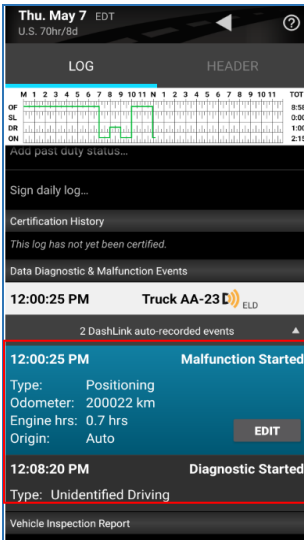 Thu. May 7 EDT
U.S. 70hr/8d
?
LOG HEADER
M 1 2 3 4 5 6 7 8 9 10 11 N 1 2 3 4 5 6 7 8 9 10 11 TOT
OF 8:58
SL 0:00
DR 1:00
ON 2:15
Add past duty status...
Sign daily log...
Certification History
This log has not yet been certified.
Data Diagnostic & Malfunction Events
12:00:25 PM Truck AA-23 D ELD
2 DashLink auto-recorded events
12:00:25 PM Malfunction Started
Type: Positioning
Odometer: 200022 km
Engine hrs: 0.7 hrs
Origin: Auto
EDIT
12:08:20 PM Diagnostic Started
Type: Unidentified Driving
Vehicle Inspection Report